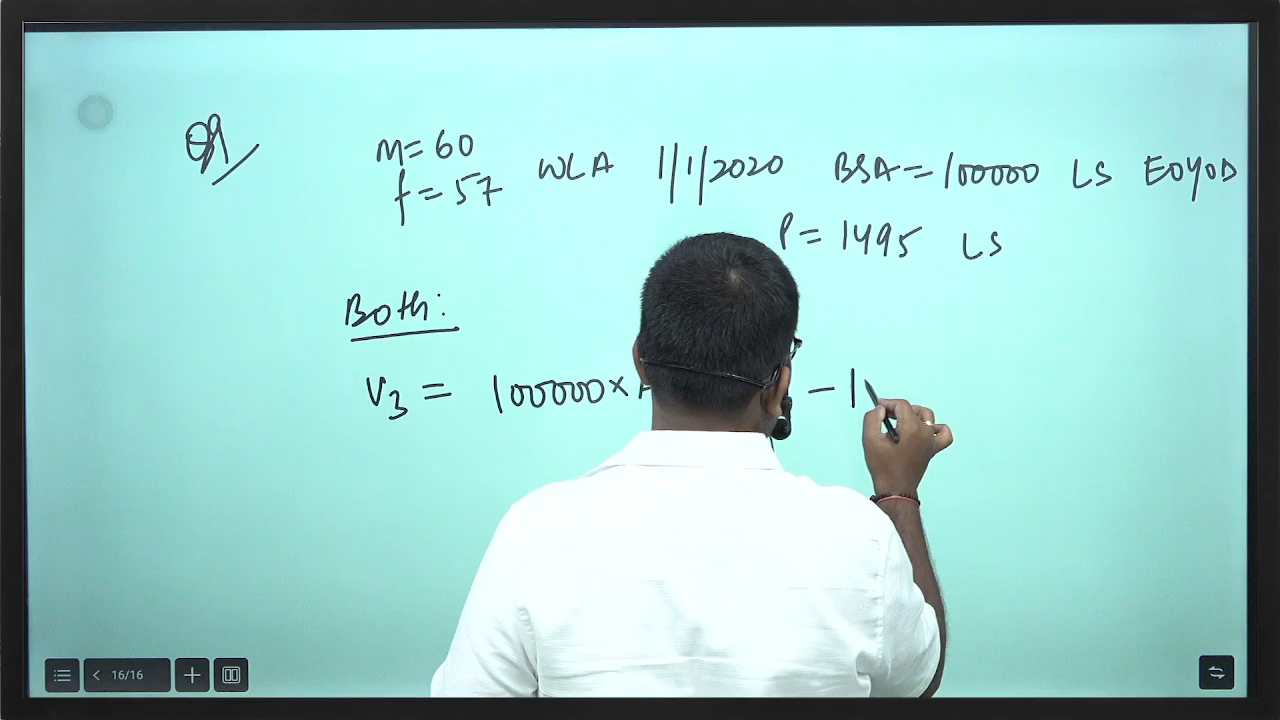 Q9
M=60
f=57 WLA 1/1/2020 BSA=100000 LS EOYOD
P=1495 LS
Both:
V3 = 100000× - 1
16/16